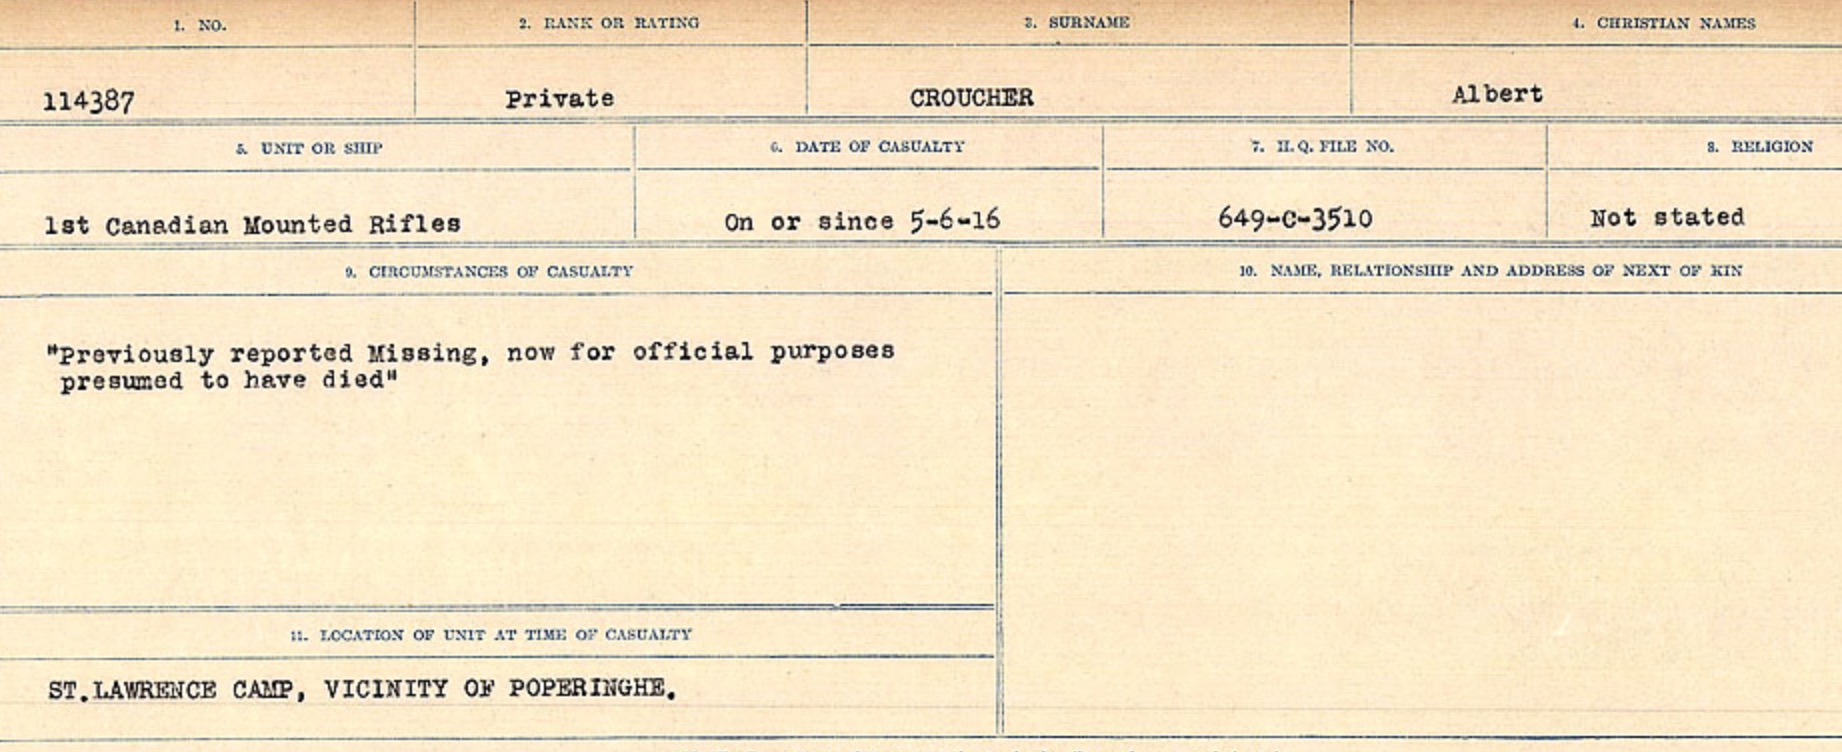 1. NO.
2. RANK OR RATING
3. SURNAME
4. CHRISTIAN NAMES
114387
Private
CROUCHER
Albert
5. UNIT OR SHIP
6. DATE OF CASUALTY
7. H.Q. FILE NO.
8. RELIGION
1st Canadian Mounted Rifles
On or since 5-6-16
649-C-3510
Not stated
9. CIRCUMSTANCES OF CASUALTY
"Previously reported Missing, now for official purposes
presumed to have died"
10. NAME, RELATIONSHIP AND ADDRESS OF NEXT OF KIN
11. LOCATION OF UNIT AT TIME OF CASUALTY
ST.LAWRENCE CAMP, VICINITY OF POPERINGHE.